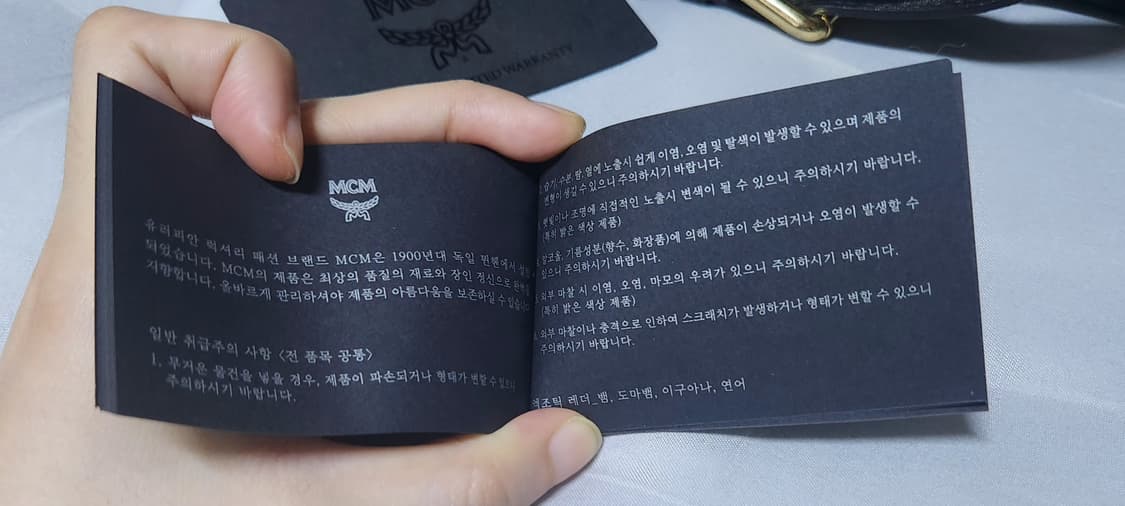 MCM
LIMITED WARRANTY
MCM
유러피안 럭셔리 패션 브랜드 MCM은 1900년대 독일 뮌헨에서
되었습니다. MCM의 제품은 최상의 품질의 재료와 장인 정신으로
지향합니다. 올바르게 관리하셔야 제품의 아름다움을 보존하실 수 있습니다
일반 취급주의 사항 <전 품목 공통>
1. 무거운 물건을 넣을 경우, 제품이 파손되거나 형태가 변할 수 있으니
주의하시기 바랍니다.
습기, 수분, 땀, 열에 노출시 쉽게 이염, 오염 및 탈색이 발생할 수 있으며 제품의
변형이 생길 수 있으니 주의하시기 바랍니다.
햇빛이나 조명에 직접적인 노출시 변색이 될 수 있으니 주의하시기 바랍니다.
(특히 밝은 색상 제품)
알코올, 기름성분(향수, 화장품)에 의해 제품이 손상되거나 오염이 발생할 수
있으니 주의하시기 바랍니다.
외부 마찰 시 이염, 오염, 마모의 우려가 있으니 주의하시기 바랍니다.
(특히 밝은 색상 제품)
외부 마찰이나 충격으로 인하여 스크래치가 발생하거나 형태가 변할 수 있으니
주의하시기 바랍니다.
엑조틱 레더_뱀, 도마뱀, 이구아나, 연어